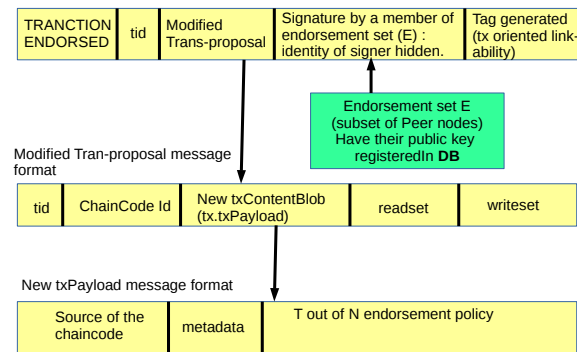 TRANCTION
ENDORSED
tid
Modified
Trans-proposal
Signature by a member of
endorsement set (E) :
identity of signer hidden.
Tag generated
(tx oriented link-
ability)
Endorsement set E
(subset of Peer nodes)
Have their public key
registeredIn DB
Modified Tran-proposal message
format
tid
ChainCode Id
New txContentBlob
(tx.txPayload)
readset
writeset
New txPayload message format
Source of the
chaincode
metadata
T out of N endorsement policy